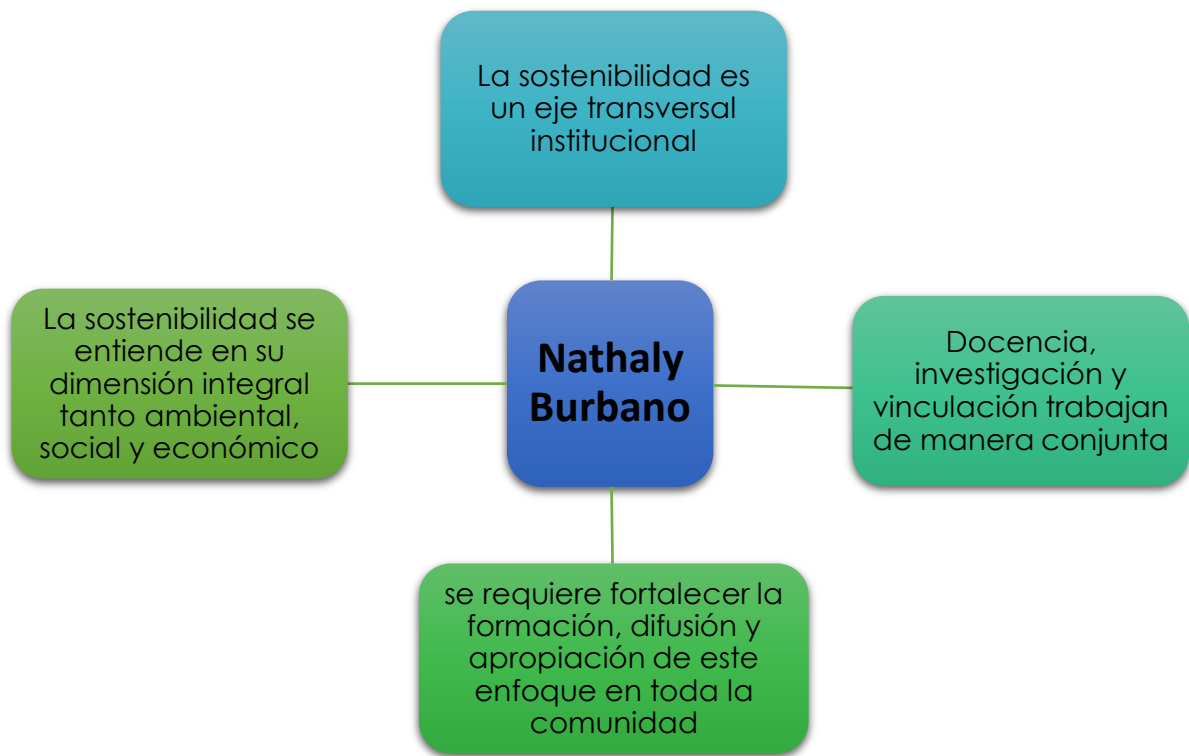 La sostenibilidad es
un eje transversal
institucional
La sostenibilidad se
entiende en su
dimensión integral
tanto ambiental,
social y económico
Nathaly
Burbano
Docencia,
investigación y
vinculación trabajan
de manera conjunta
se requiere fortalecer la
formación, difusión y
apropiación de este
enfoque en toda la
comunidad